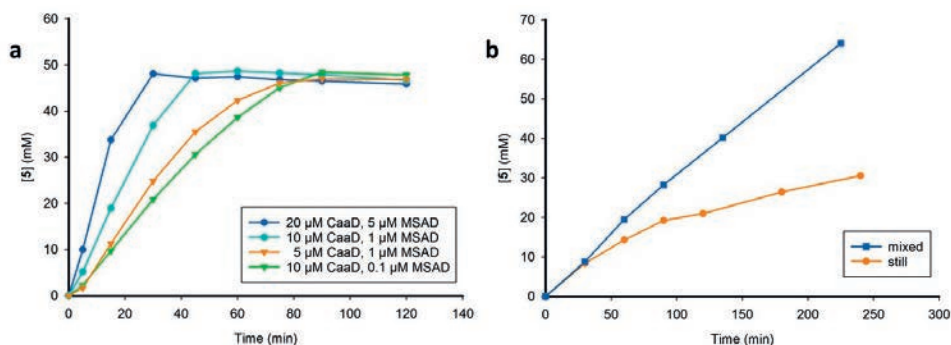 a
60
50
40
30
20
10
0
[5] (mM)
0 20 40 60 80 100 120 140
Time (min)
20 µM CaaD, 5 µM MSAD
10 µM CaaD, 1 µM MSAD
5 µM CaaD, 1 µM MSAD
10 µM CaaD, 0.1 µM MSAD
b
70
60
50
40
30
20
10
0
[5] (mM)
0 50 100 150 200 250 300
Time (min)
mixed
still